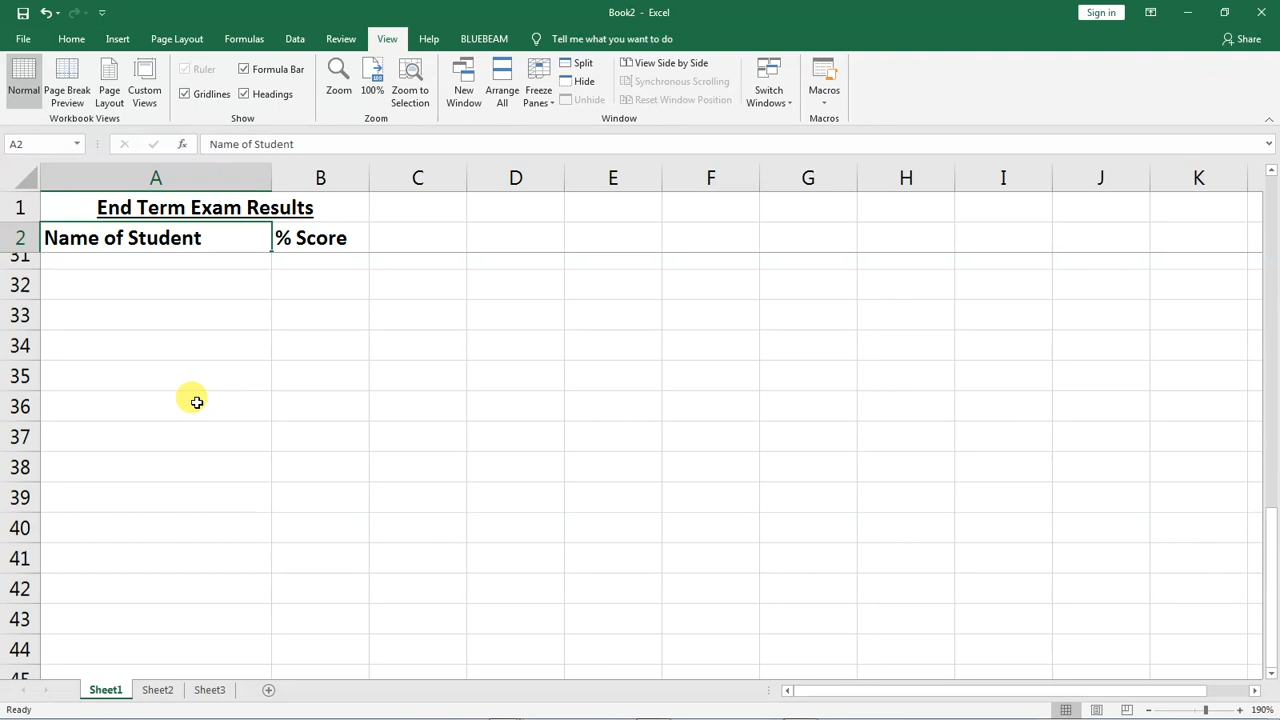 Book2 - Excel
Sign in
File Home Insert Page Layout Formulas Data Review View Help BLUEBEAM Tell me what you want to do Share
Normal
Page Break Preview
Page Layout
Custom Views
Workbook Views
Ruler
Formula Bar
Gridlines
Headings
Show
Zoom
100%
Zoom to Selection
Zoom
New Window
Arrange All
Freeze Panes
Split
Hide
Unhide
View Side by Side
Synchronous Scrolling
Reset Window Position
Window
Switch Windows
Macros
Macros
A2 fx Name of Student
A B C D E F G H I J K
1 End Term Exam Results
2 Name of Student % Score
31
32
33
34
35
36
37
38
39
40
41
42
43
44
45
Sheet1 Sheet2 Sheet3
Ready 190%